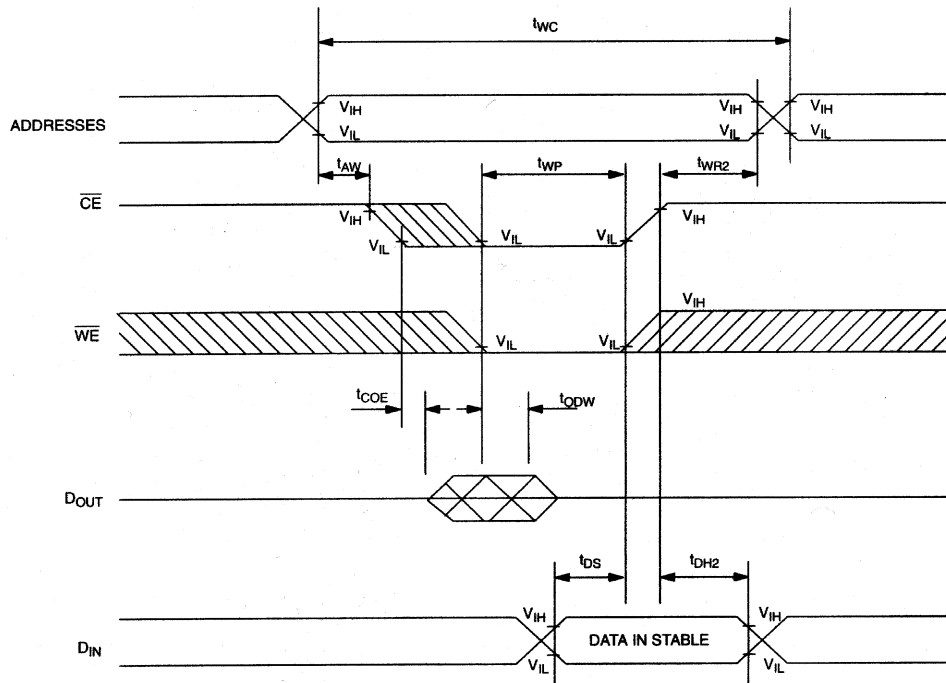 tWC
ADDRESSES VIH VIL VIH VIL VIH VIL
tAW tWP tWR2
CE VIH VIL VIL VIL VIH
WE VIL VIL VIH
tCOE tODW
DOUT
tDS tDH2
DIN VIH VIL DATA IN STABLE VIH VIL